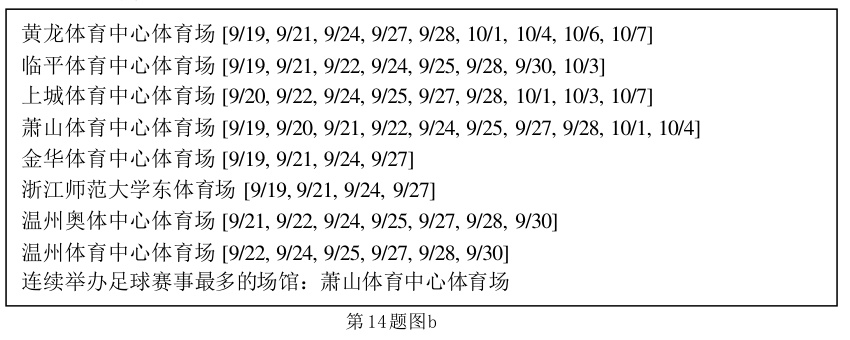 黄龙体育中心体育场 [9/19, 9/21, 9/24, 9/27, 9/28, 10/1, 10/4, 10/6, 10/7]
临平体育中心体育场 [9/19, 9/21, 9/22, 9/24, 9/25, 9/28, 9/30, 10/3]
上城体育中心体育场 [9/20, 9/22, 9/24, 9/25, 9/27, 9/28, 10/1, 10/3, 10/7]
萧山体育中心体育场 [9/19, 9/20, 9/21, 9/22, 9/24, 9/25, 9/27, 9/28, 10/1, 10/4]
金华体育中心体育场 [9/19, 9/21, 9/24, 9/27]
浙江师范大学东体育场 [9/19, 9/21, 9/24, 9/27]
温州奥体中心体育场 [9/21, 9/22, 9/24, 9/25, 9/27, 9/28, 9/30]
温州体育中心体育场 [9/22, 9/24, 9/25, 9/27, 9/28, 9/30]
连续举办足球赛事最多的场馆：萧山体育中心体育场
第14题图b